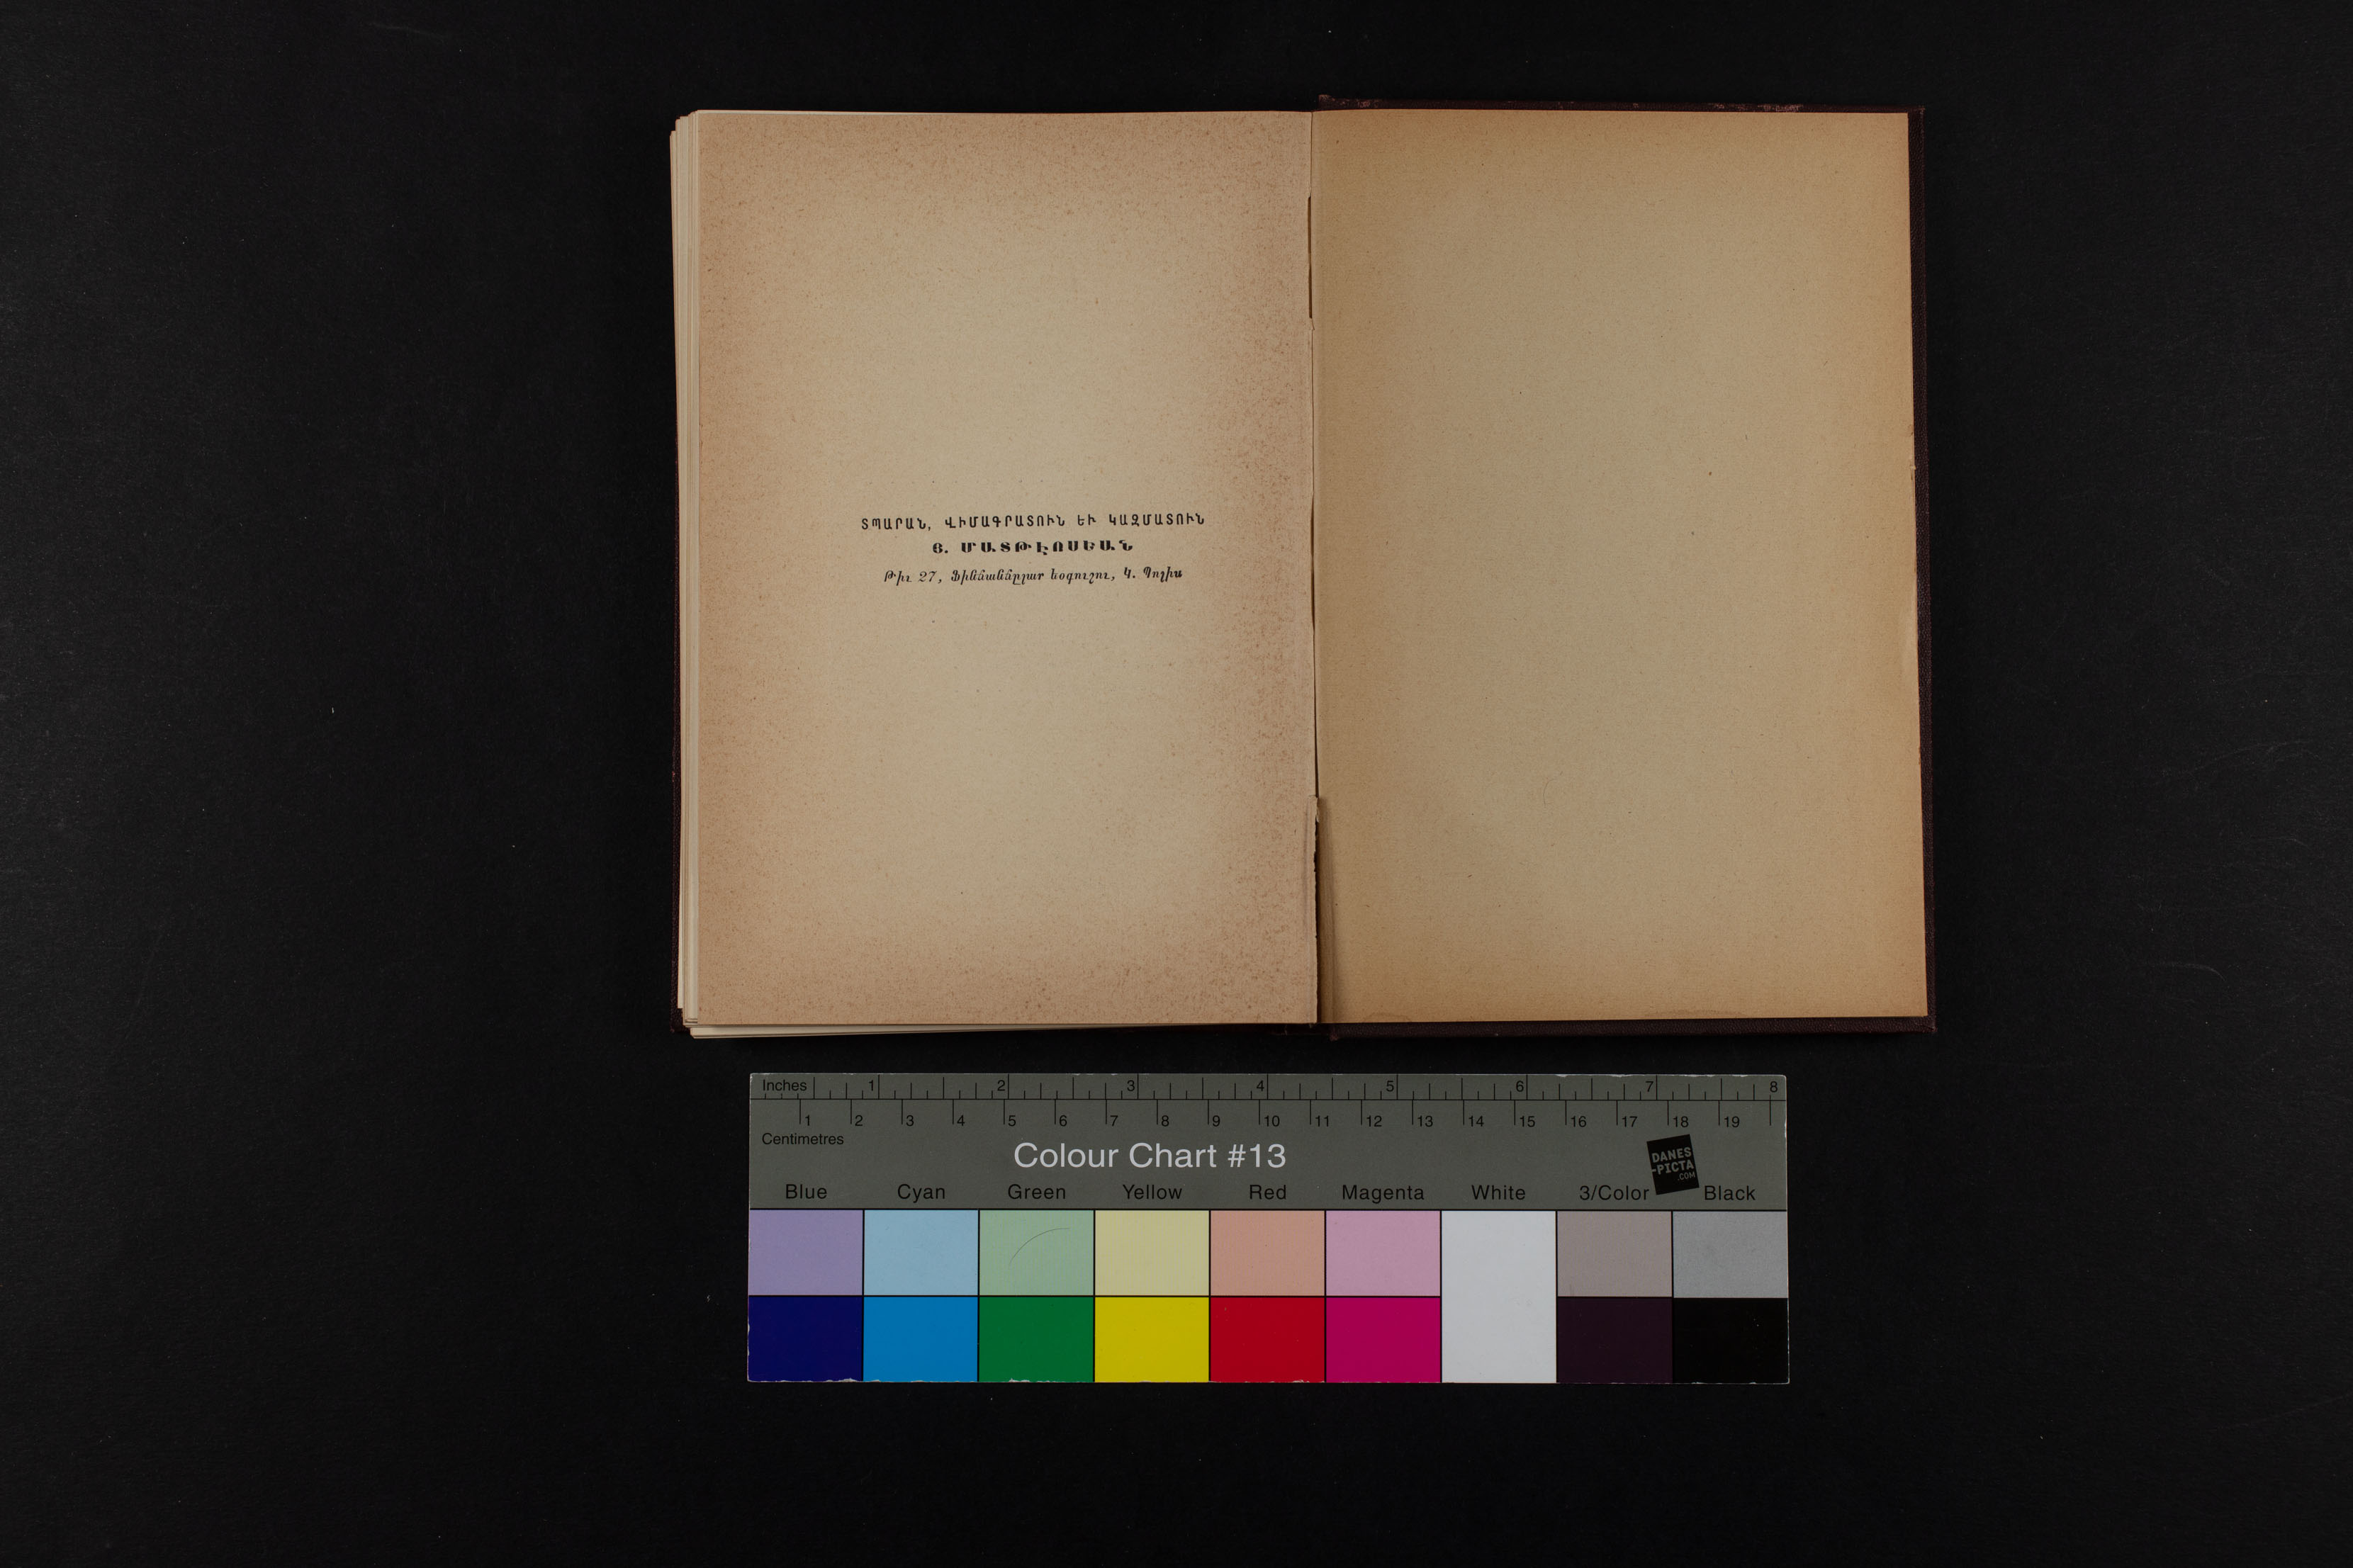 ՏՊԱՐԱՆ, ՎԻՄԱԳՐԱՏՈՒՆ ԵՒ ԿԱԶՄԱՏՈՒՆ
Յ. ՄԱՏԹԷՈՍԵԱՆ
Թիւ 27, Ֆինճանճըլար եօգուշու, Կ. Պոլիս
Inches 1 2 3 4 5 6 7 8
1 2 3 4 5 6 7 8 9 10 11 12 13 14 15 16 17 18 19
Centimetres
Colour Chart #13
DANES
-PICTA
.COM
Blue Cyan Green Yellow Red Magenta White 3/Color Black